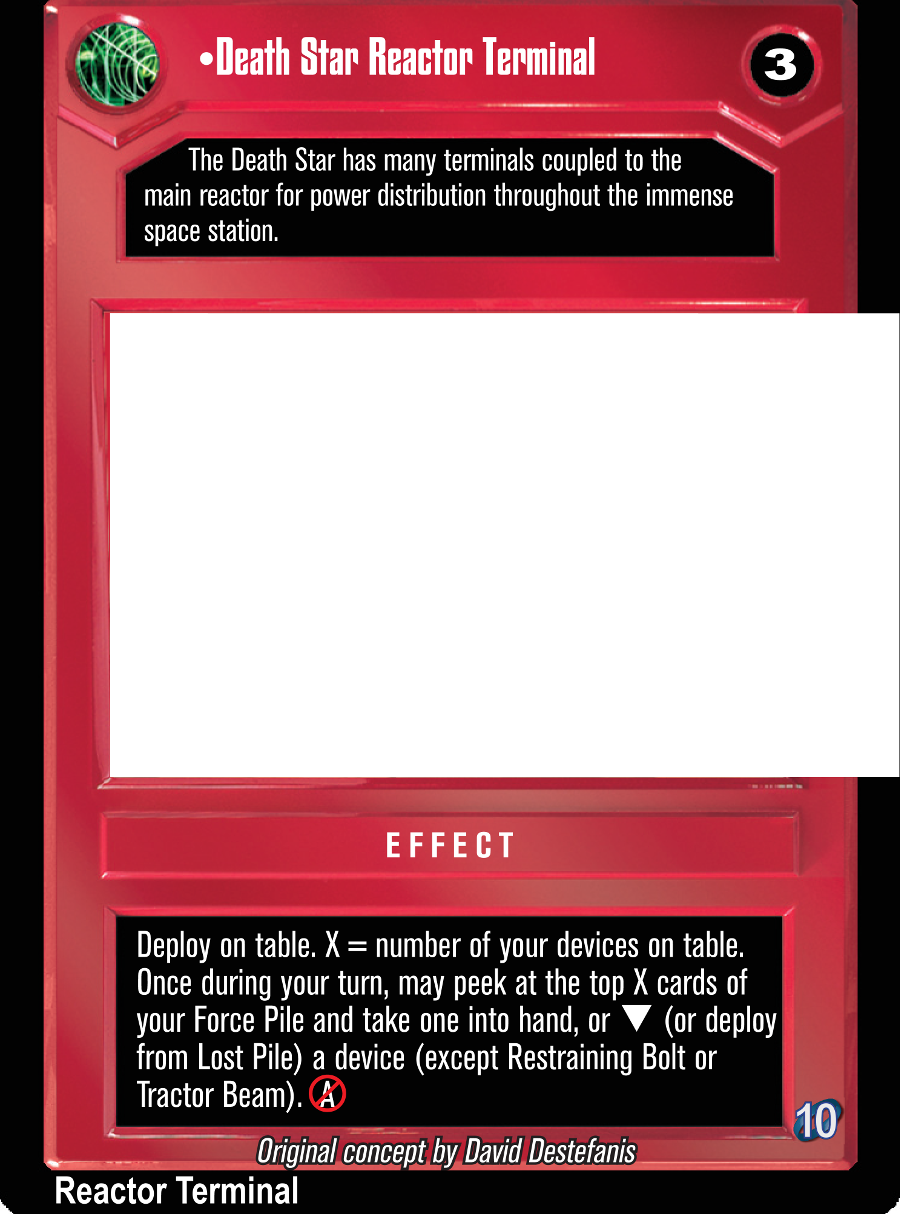 •Death Star Reactor Terminal
3
The Death Star has many terminals coupled to the
main reactor for power distribution throughout the immense
space station.
EFFECT
Deploy on table. X = number of your devices on table.
Once during your turn, may peek at the top X cards of
your Force Pile and take one into hand, or ▼ (or deploy
from Lost Pile) a device (except Restraining Bolt or
Tractor Beam). A
10
Original concept by David Destefanis
Reactor Terminal